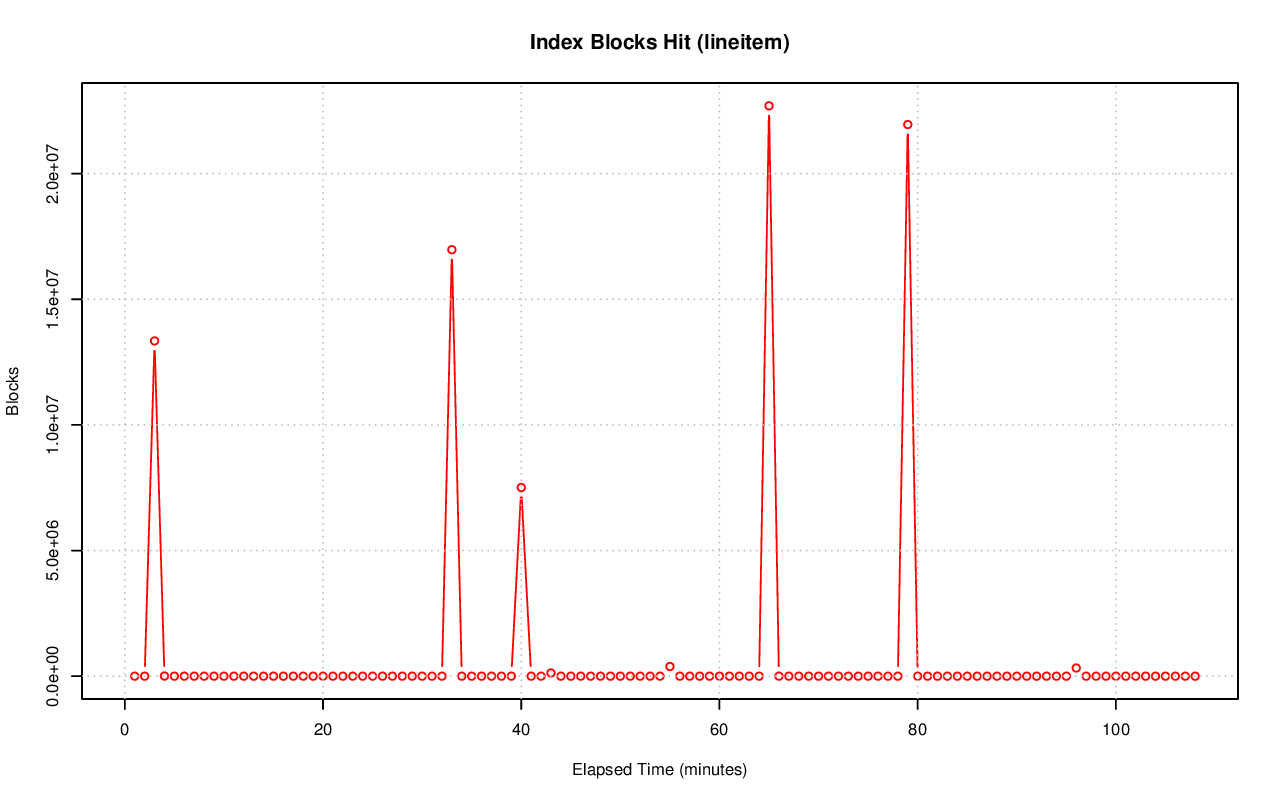 Index Blocks Hit (lineitem)
Blocks
2.0e+07
1.5e+07
1.0e+07
5.0e+06
0.0e+00
0 20 40 60 80 100
Elapsed Time (minutes)